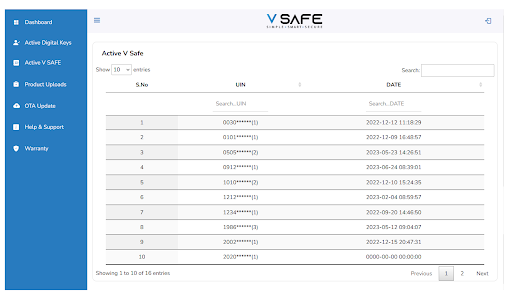 V SAFE
SIMPLE-SMART-SECURE
Dashboard
Active Digital Keys
Active V SAFE
Product Uploads
OTA Update
Help & Support
Warranty
Active V Safe
Show 10 entries
Search:
S.No UIN DATE
Search..UIN Search..DATE
1 0030******(1) 2022-12-12 11:18:29
2 0101******(1) 2022-12-09 16:48:57
3 0505******(2) 2023-05-23 14:26:51
4 0912******(1) 2023-06-24 08:39:01
5 1010******(2) 2022-12-10 15:24:35
6 1212******(1) 2023-02-04 08:59:57
7 1234******(1) 2022-09-20 14:46:50
8 1986******(3) 2023-05-12 09:04:07
9 2002******(1) 2022-12-15 20:47:31
10 2020******(1) 0000-00-00 00:00:00
Showing 1 to 10 of 16 entries
Previous 1 2 Next